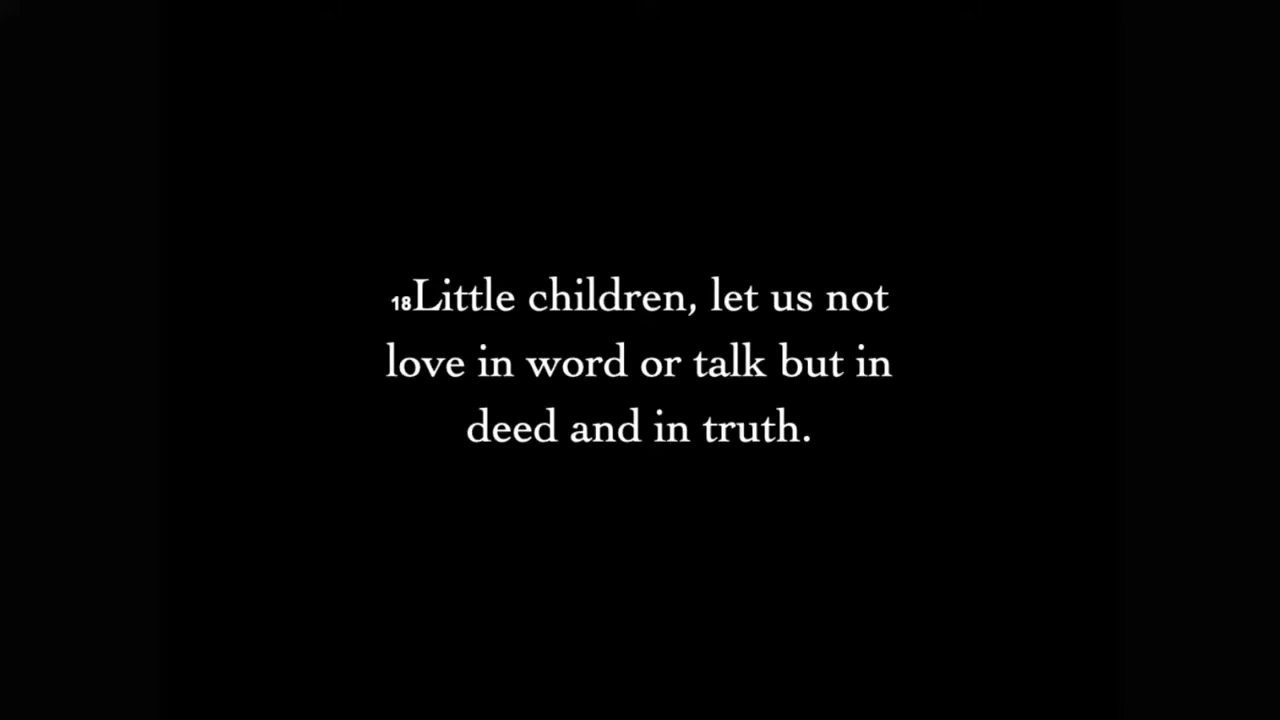 18Little children, let us not
love in word or talk but in
deed and in truth.